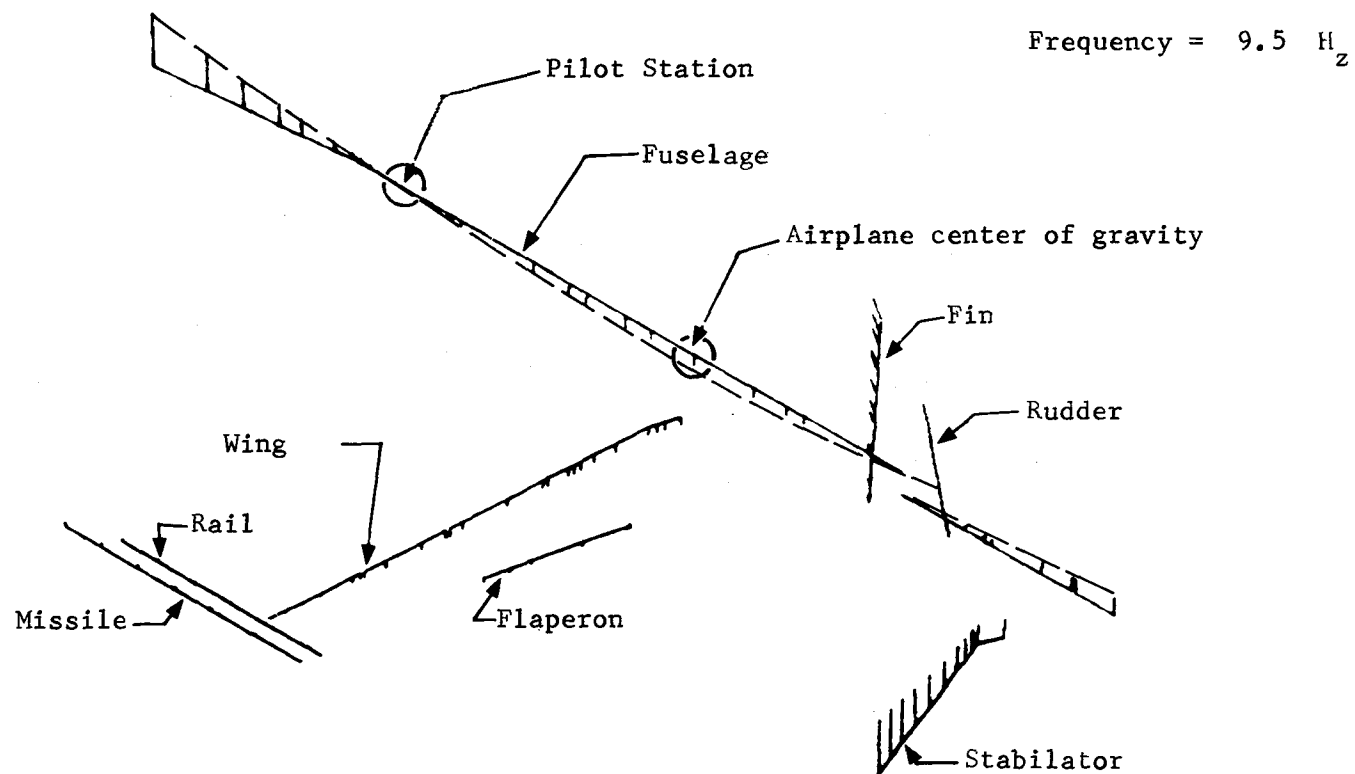 Frequency = 9.5 Hz
Pilot Station
Fuselage
Airplane center of gravity
Fin
Rudder
Wing
Rail
Missile
Flaperon
Stabilator